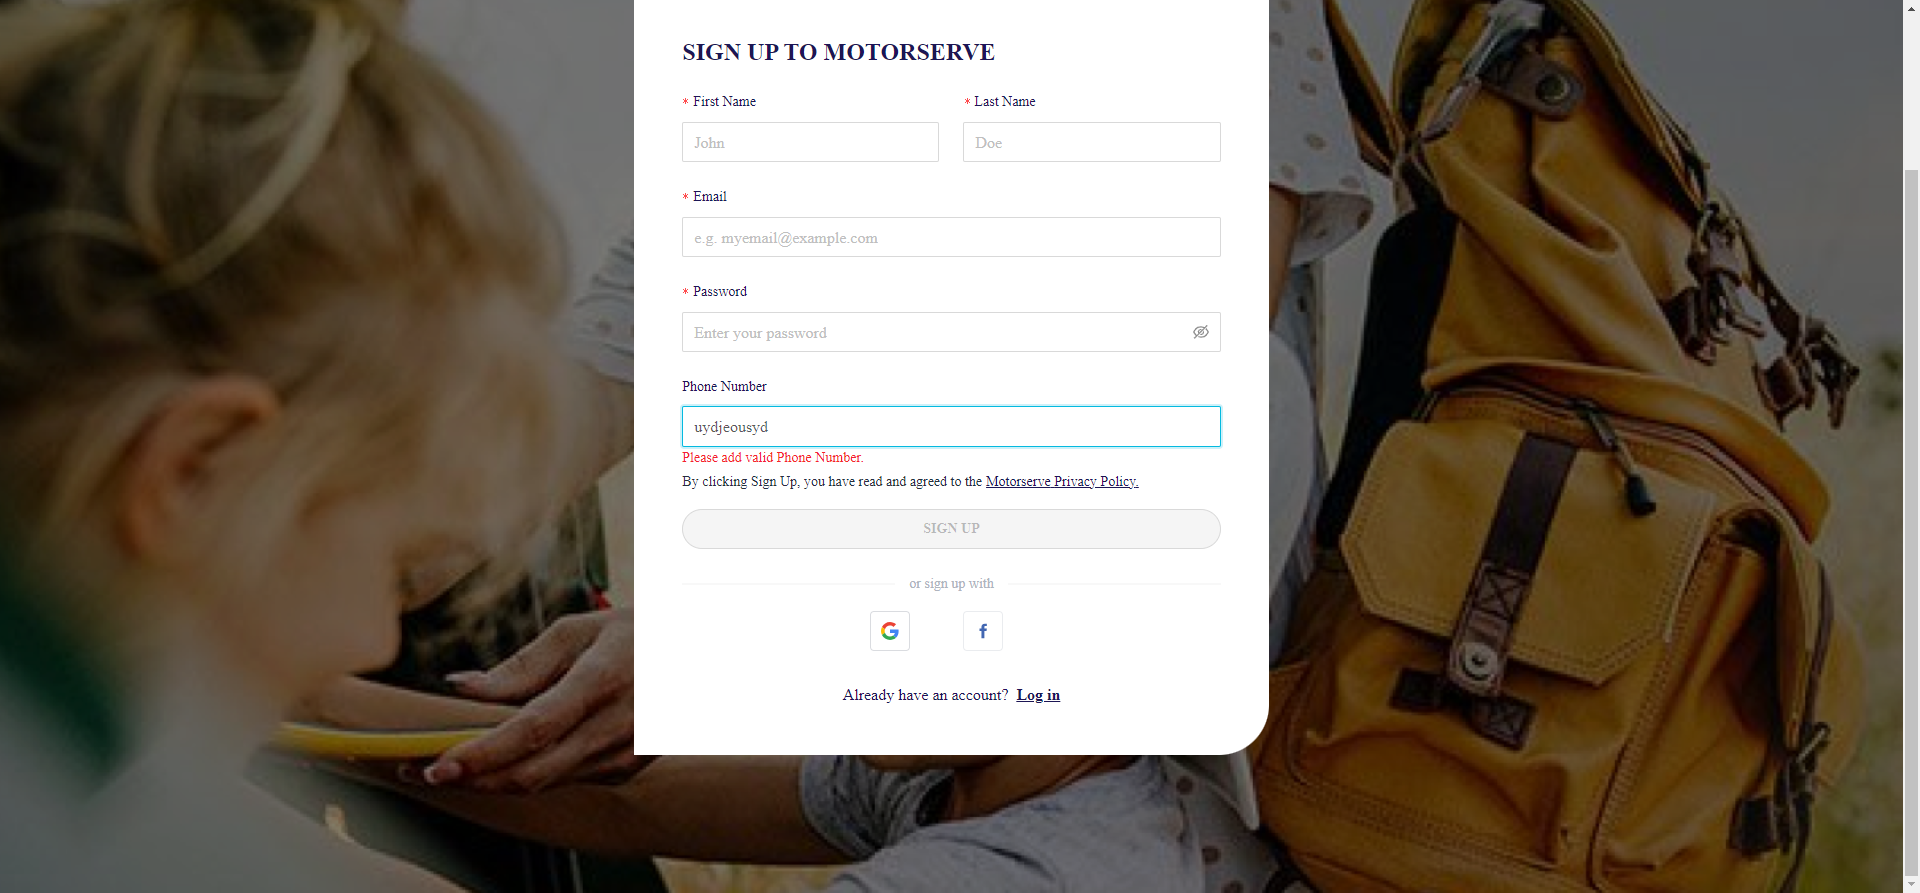 SIGN UP TO MOTORSERVE
* First Name
* Last Name
John
Doe
* Email
e.g. myemail@example.com
* Password
Enter your password
Phone Number
uydjeousyd
Please add valid Phone Number.
By clicking Sign Up, you have read and agreed to the Motorserve Privacy Policy.
SIGN UP
or sign up with
Already have an account? Log in